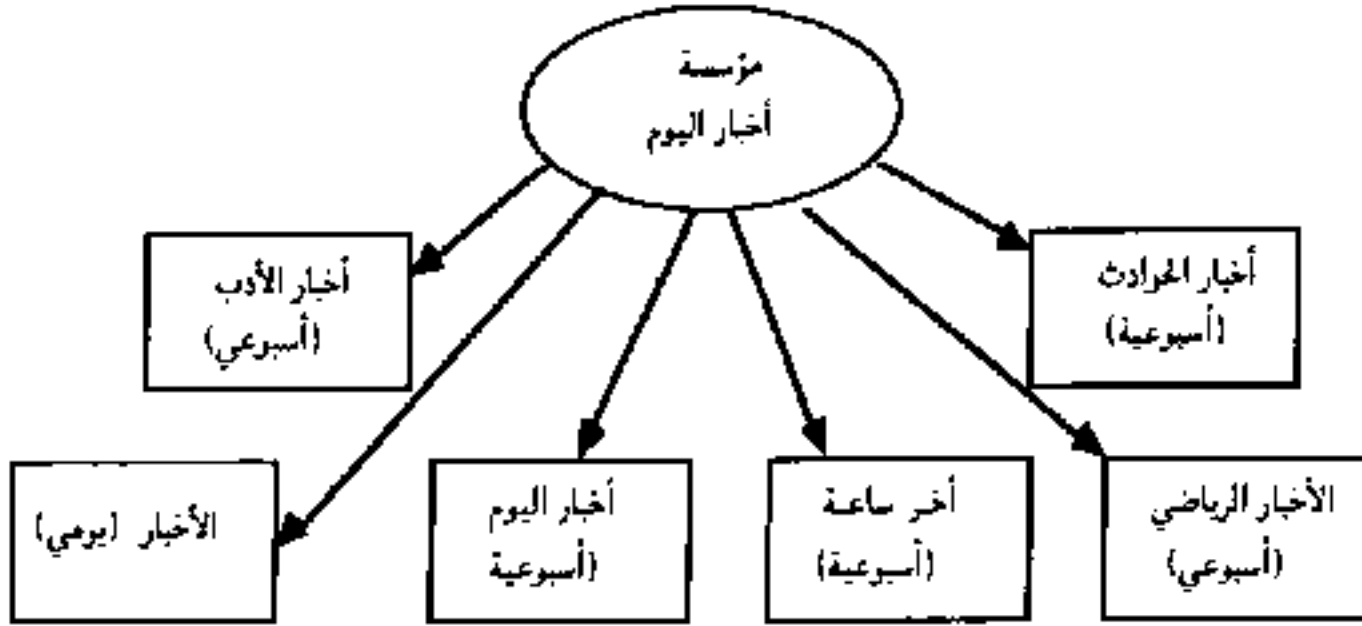 مؤسسة
أخبار اليوم
أخبار الحوادث
(أسبوعية)
أخبار الأدب
(أسبوعي)
الأخبار الرياضي
(أسبوعي)
أخر ساعة
(أسبوعية)
أخبار اليوم
(أسبوعية
الأخبار (يومي)